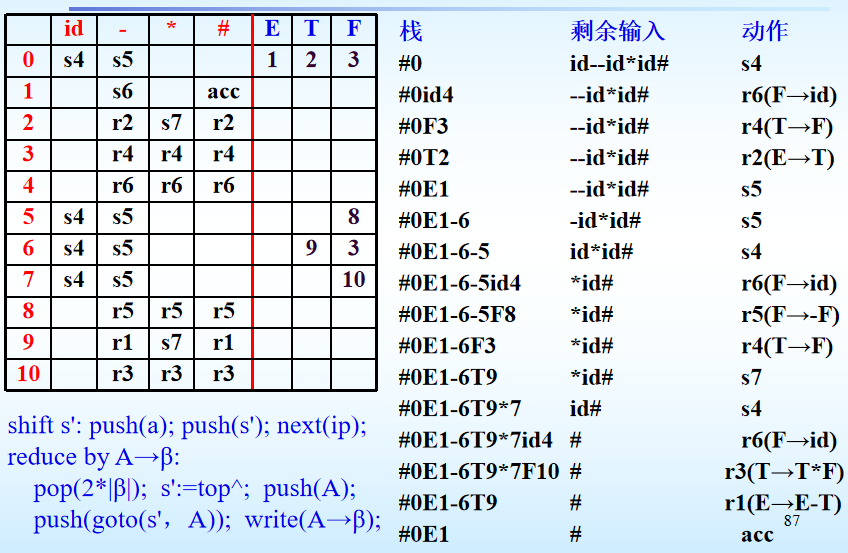 id - * # E T F
0 s4 s5 1 2 3
1 s6 acc
2 r2 s7 r2
3 r4 r4 r4
4 r6 r6 r6
5 s4 s5 8
6 s4 s5 9 3
7 s4 s5 10
8 r5 r5 r5
9 r1 s7 r1
10 r3 r3 r3
shift s': push(a); push(s'); next(ip);
reduce by A→β:
pop(2*|β|); s':=top^; push(A);
push(goto(s', A)); write(A→β);
栈 剩余输入 动作
#0 id--id*id# s4
#0id4 --id*id# r6(F→id)
#0F3 --id*id# r4(T→F)
#0T2 --id*id# r2(E→T)
#0E1 --id*id# s5
#0E1-6 -id*id# s5
#0E1-6-5 id*id# s4
#0E1-6-5id4 *id# r6(F→id)
#0E1-6-5F8 *id# r5(F→-F)
#0E1-6F3 *id# r4(T→F)
#0E1-6T9 *id# s7
#0E1-6T9*7 id# s4
#0E1-6T9*7id4 # r6(F→id)
#0E1-6T9*7F10 # r3(T→T*F)
#0E1-6T9 # r1(E→E-T)
#0E1 # acc
87